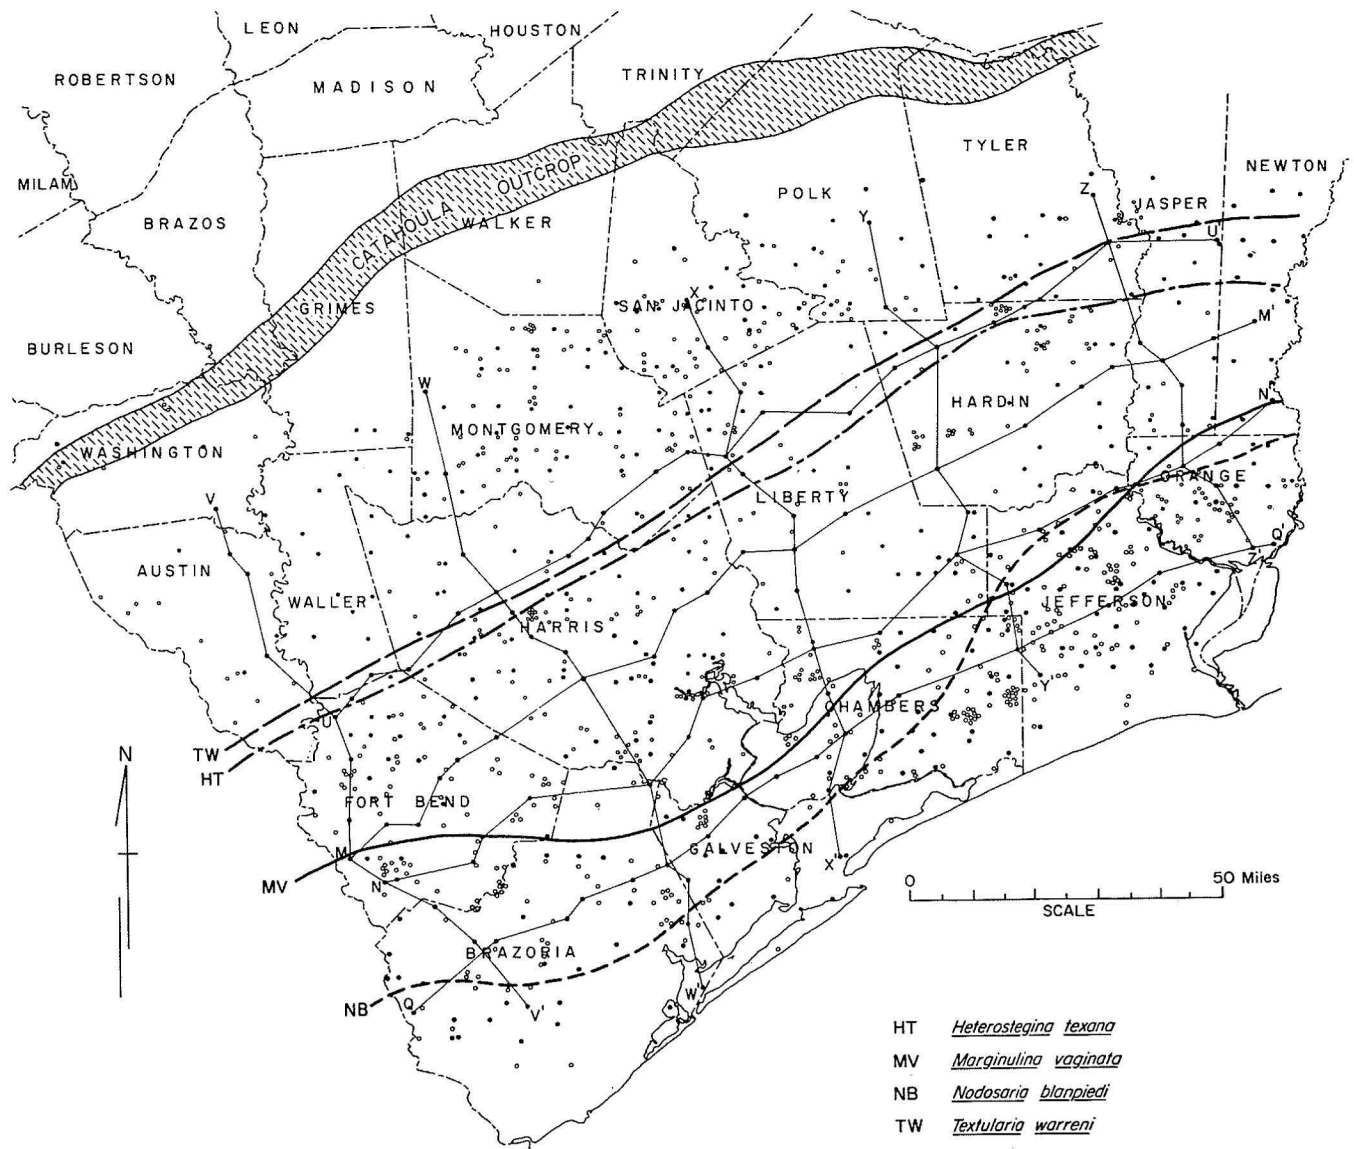 LEON
HOUSTON
ROBERTSON
MADISON
TRINITY
TYLER
NEWTON
MILAM
POLK
Z
JASPER
BRAZOS
CATAHOULA OUTCROP
WALKER
Y
U'
X
SAN JACINTO
GRIMES
M'
BURLESON
W
HARDIN
N'
MONTGOMERY
WASHINGTON
ORANGE
V
LIBERTY
Q'
Z'
AUSTIN
WALLER
HARRIS
JEFFERSON
Y'
CHAMBERS
U
TW
HT
N
FORT BEND
M
GALVESTON
X'
MV
N
0 50 Miles
SCALE
BRAZORIA
W'
NB
Q
V'
HT Heterostegina texana
MV Marginulina vaginata
NB Nodosaria blanpiedi
TW Textularia warreni